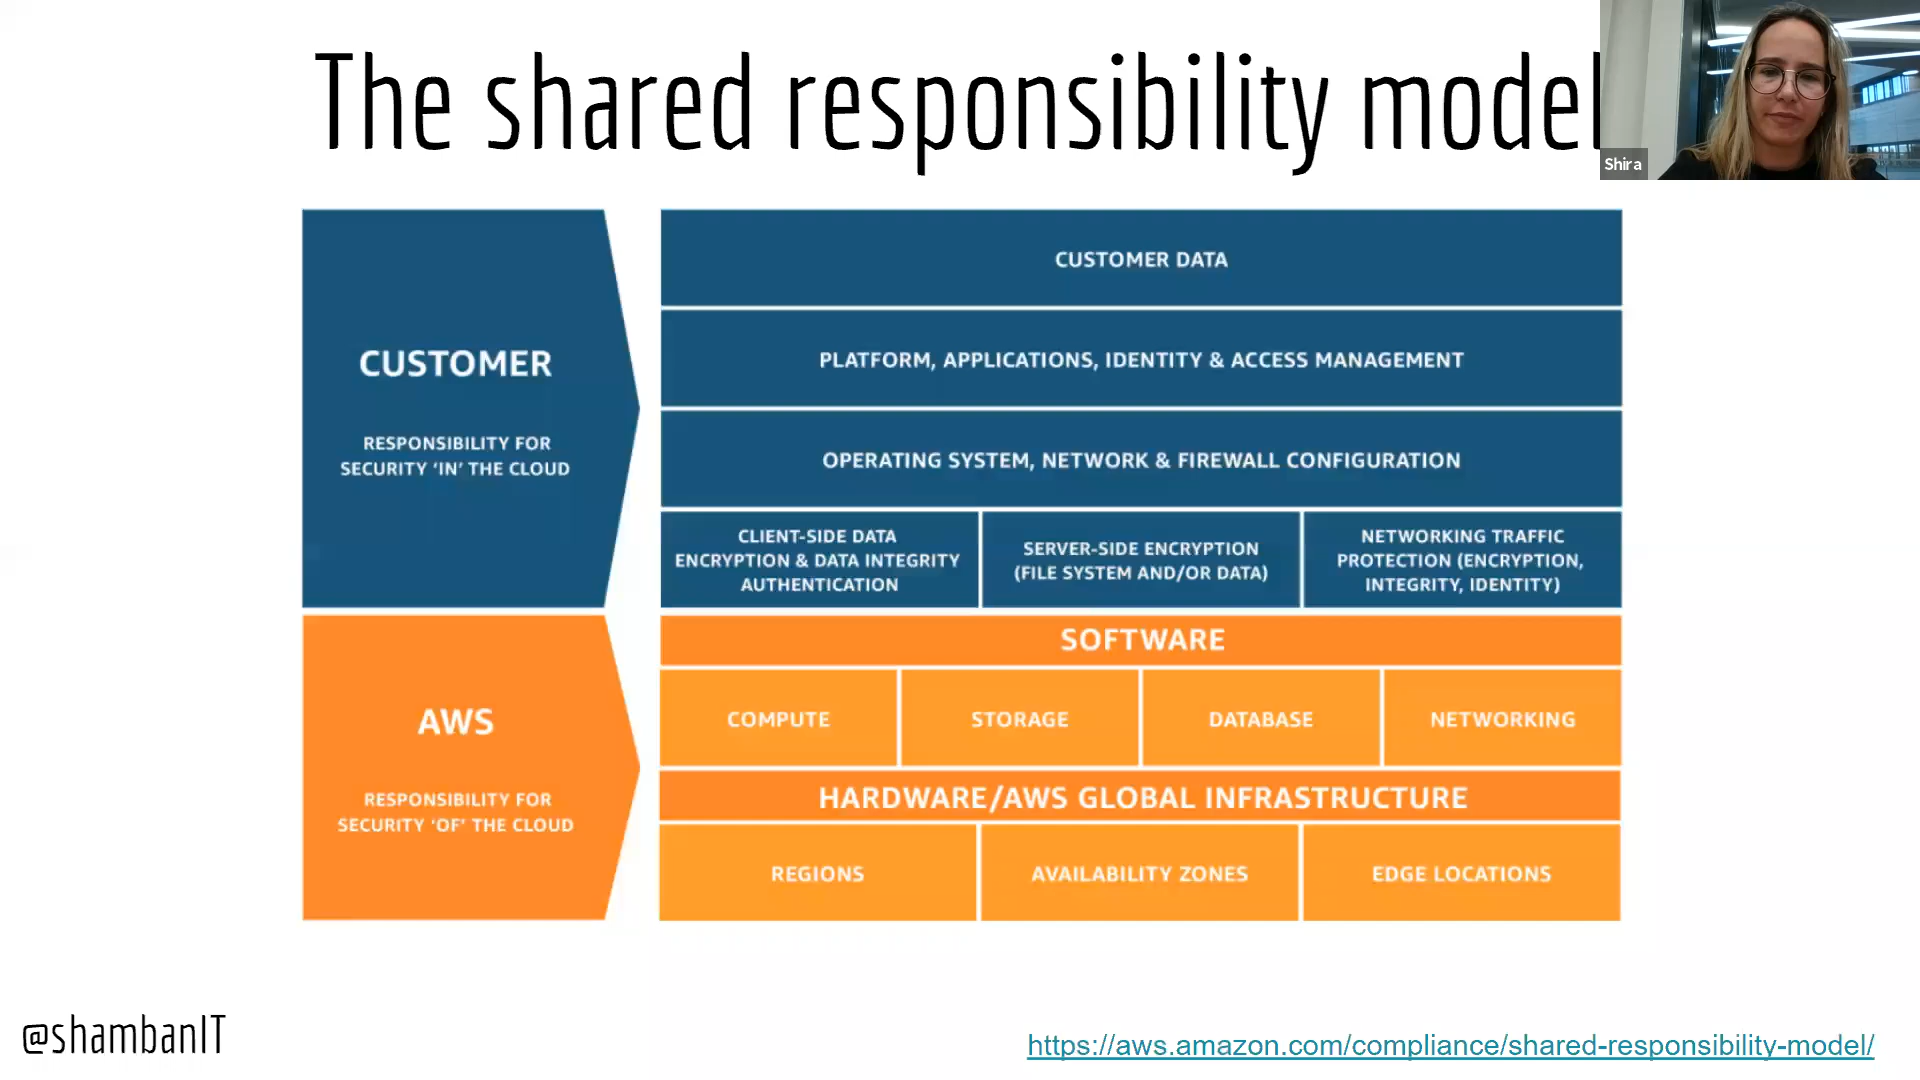 The shared responsibility model
Shira
CUSTOMER
RESPONSIBILITY FOR
SECURITY ‘IN’ THE CLOUD
CUSTOMER DATA
PLATFORM, APPLICATIONS, IDENTITY & ACCESS MANAGEMENT
OPERATING SYSTEM, NETWORK & FIREWALL CONFIGURATION
CLIENT-SIDE DATA
ENCRYPTION & DATA INTEGRITY
AUTHENTICATION
SERVER-SIDE ENCRYPTION
(FILE SYSTEM AND/OR DATA)
NETWORKING TRAFFIC
PROTECTION (ENCRYPTION,
INTEGRITY, IDENTITY)
AWS
RESPONSIBILITY FOR
SECURITY ‘OF’ THE CLOUD
SOFTWARE
COMPUTE
STORAGE
DATABASE
NETWORKING
HARDWARE/AWS GLOBAL INFRASTRUCTURE
REGIONS
AVAILABILITY ZONES
EDGE LOCATIONS
@shambanIT
https://aws.amazon.com/compliance/shared-responsibility-model/